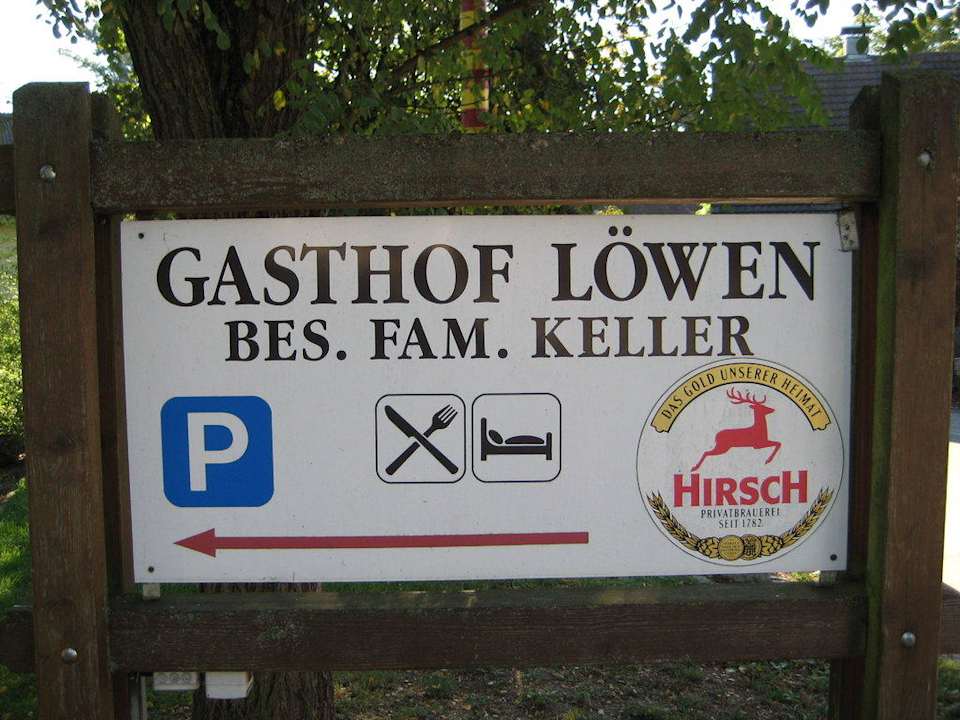 GASTHOF LÖWEN
BES. FAM. KELLER
P
DAS GOLD UNSERER HEIMAT
HIRSCH
PRIVATBRAUEREI
SEIT 1782